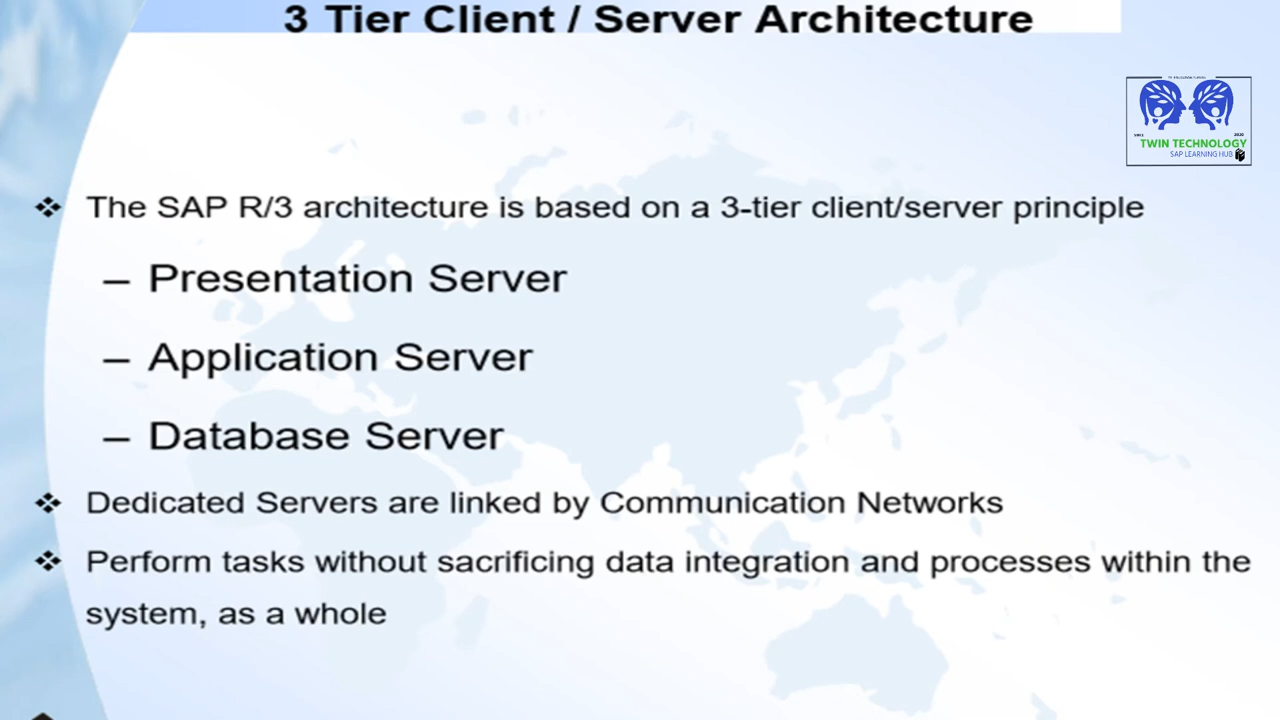 3 Tier Client / Server Architecture
SINCE 2020
TWIN TECHNOLOGY
SAP LEARNING HUB
❖ The SAP R/3 architecture is based on a 3-tier client/server principle
– Presentation Server
– Application Server
– Database Server
❖ Dedicated Servers are linked by Communication Networks
❖ Perform tasks without sacrificing data integration and processes within the
system, as a whole